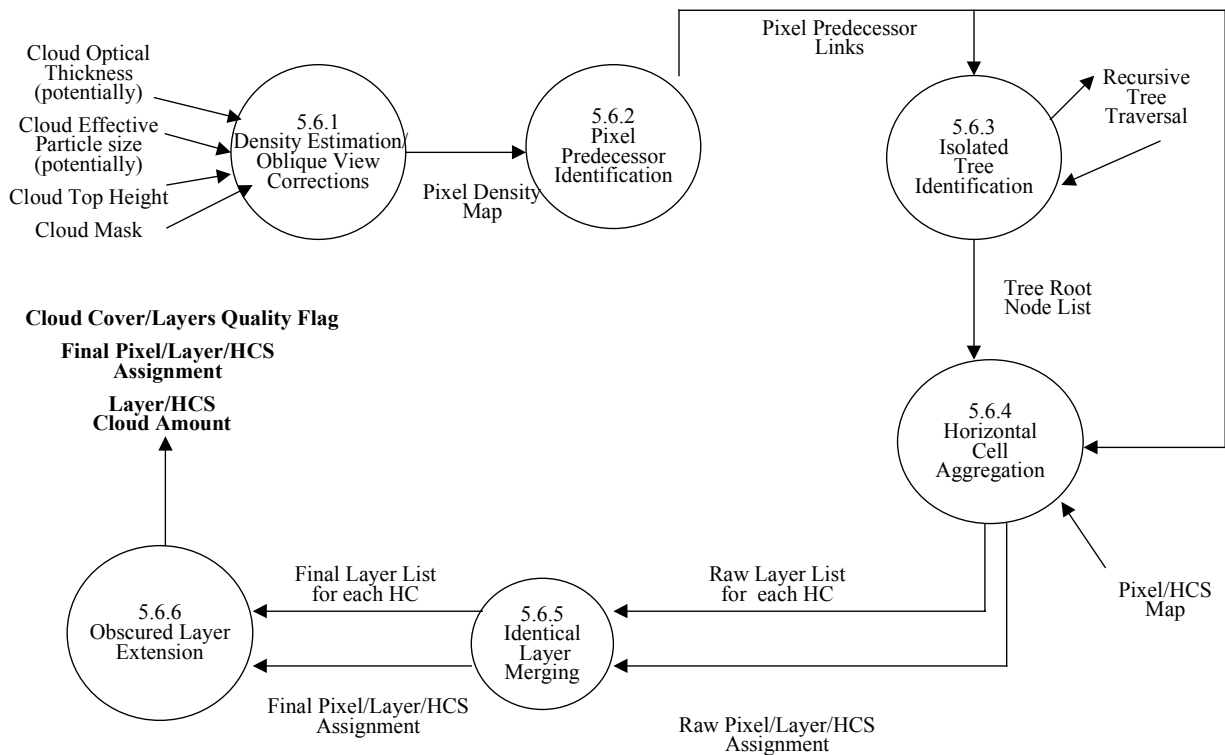 Cloud Optical
Thickness
(potentially)
Cloud Effective
Particle size
(potentially)
Cloud Top Height
Cloud Mask
5.6.1
Density Estimation/
Oblique View
Corrections
Pixel Density
Map
5.6.2
Pixel
Predecessor
Identification
Pixel Predecessor
Links
5.6.3
Isolated
Tree
Identification
Recursive
Tree
Traversal
Tree Root
Node List
5.6.4
Horizontal
Cell
Aggregation
Pixel/HCS
Map
Raw Layer List
for each HC
Raw Pixel/Layer/HCS
Assignment
5.6.5
Identical
Layer
Merging
Final Layer List
for each HC
Final Pixel/Layer/HCS
Assignment
5.6.6
Obscured Layer
Extension
Cloud Cover/Layers Quality Flag
Final Pixel/Layer/HCS
Assignment
Layer/HCS
Cloud Amount